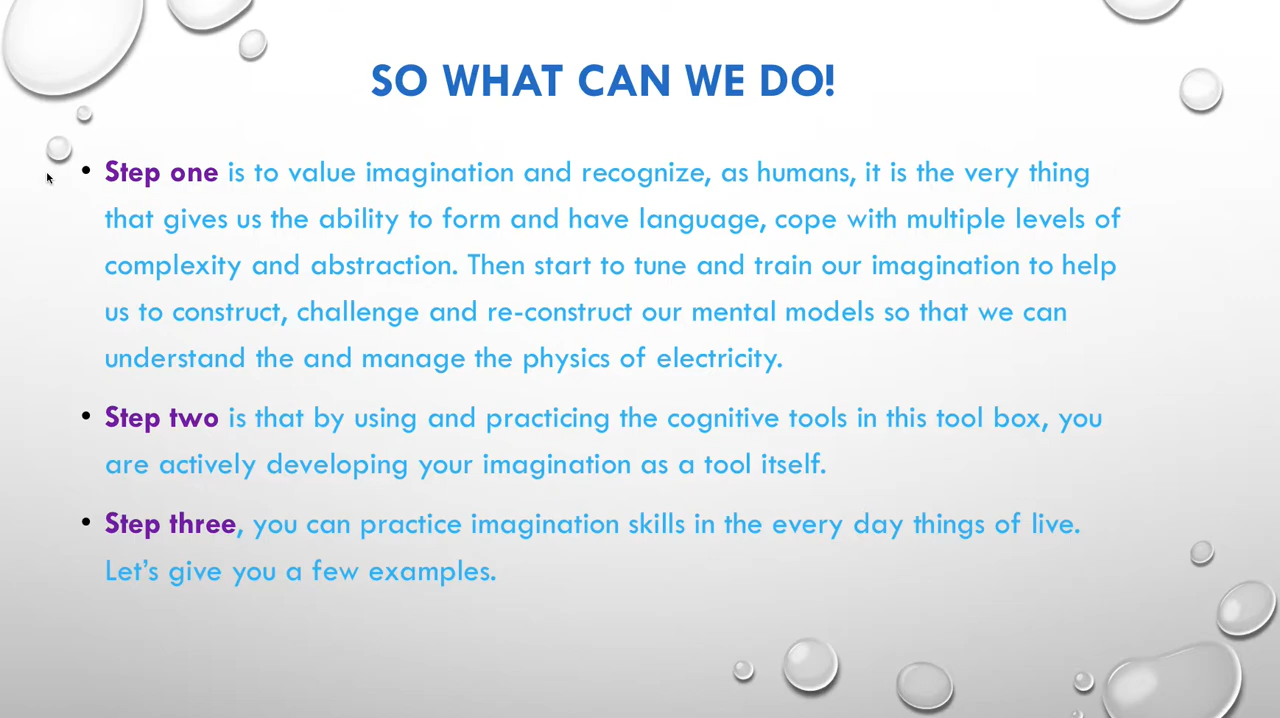 SO WHAT CAN WE DO!
• Step one is to value imagination and recognize, as humans, it is the very thing
that gives us the ability to form and have language, cope with multiple levels of
complexity and abstraction. Then start to tune and train our imagination to help
us to construct, challenge and re-construct our mental models so that we can
understand the and manage the physics of electricity.
• Step two is that by using and practicing the cognitive tools in this tool box, you
are actively developing your imagination as a tool itself.
• Step three, you can practice imagination skills in the every day things of live.
Let’s give you a few examples.